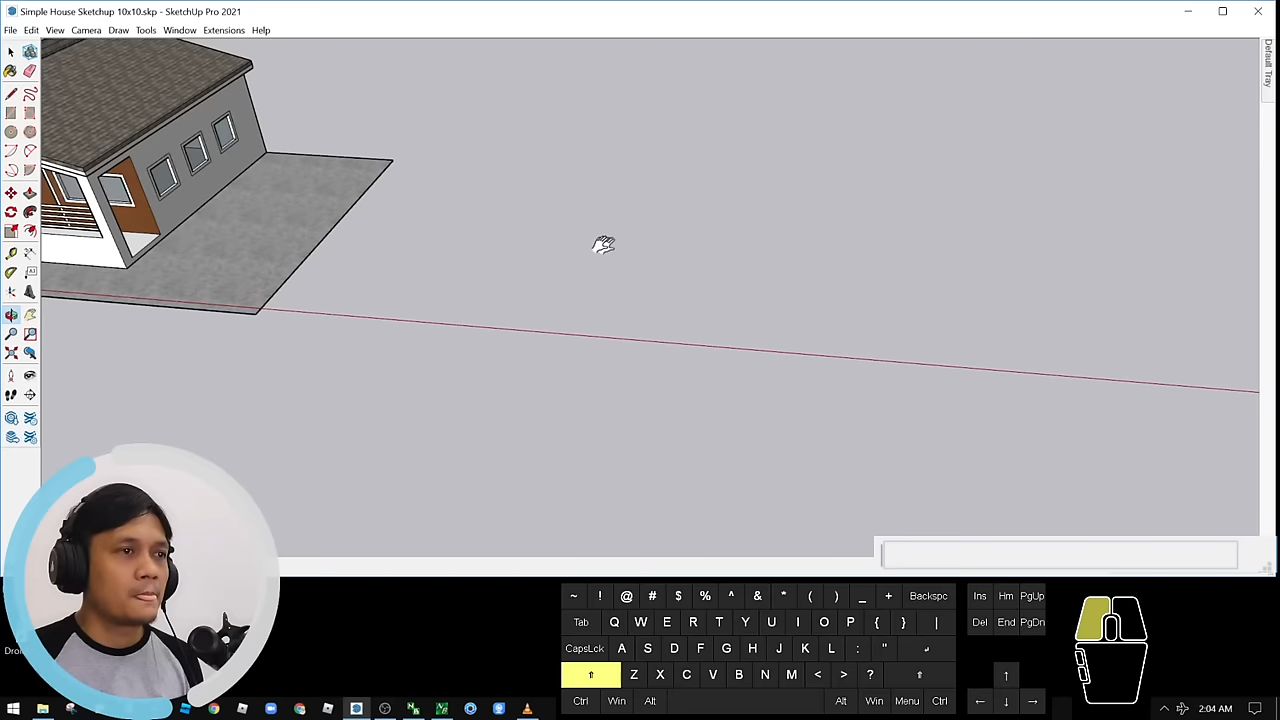 Simple House Sketchup 10x10.skp - SketchUp Pro 2021
File Edit View Camera Draw Tools Window Extensions Help
Default Tray
~ ! @ # $ % ^ & * ( ) _ + Backspc
Ins Hm PgUp
Tab Q W E R T Y U I O P { } |
Del End PgDn
CapsLck A S D F G H J K L : " ↵
⇧ Z X C V B N M < > ? ⇧
↑
Ctrl Win Alt Alt Win Menu Ctrl
← ↓ →
2:04 AM